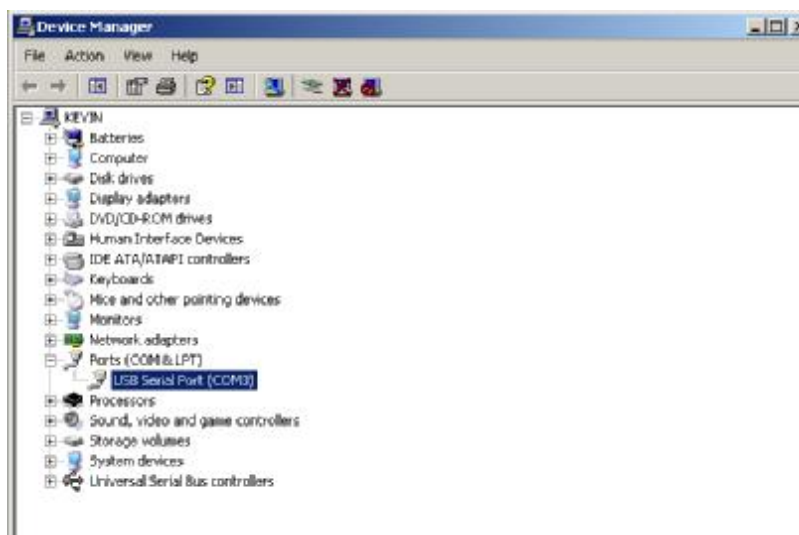 Device Manager
File Action View Help
KEVIN
Batteries
Computer
Disk drives
Display adapters
DVD/CD-ROM drives
Human Interface Devices
IDE ATA/ATAPI controllers
Keyboards
Mice and other pointing devices
Monitors
Network adapters
Ports (COM & LPT)
USB Serial Port (COM3)
Processors
Sound, video and game controllers
Storage volumes
System devices
Universal Serial Bus controllers